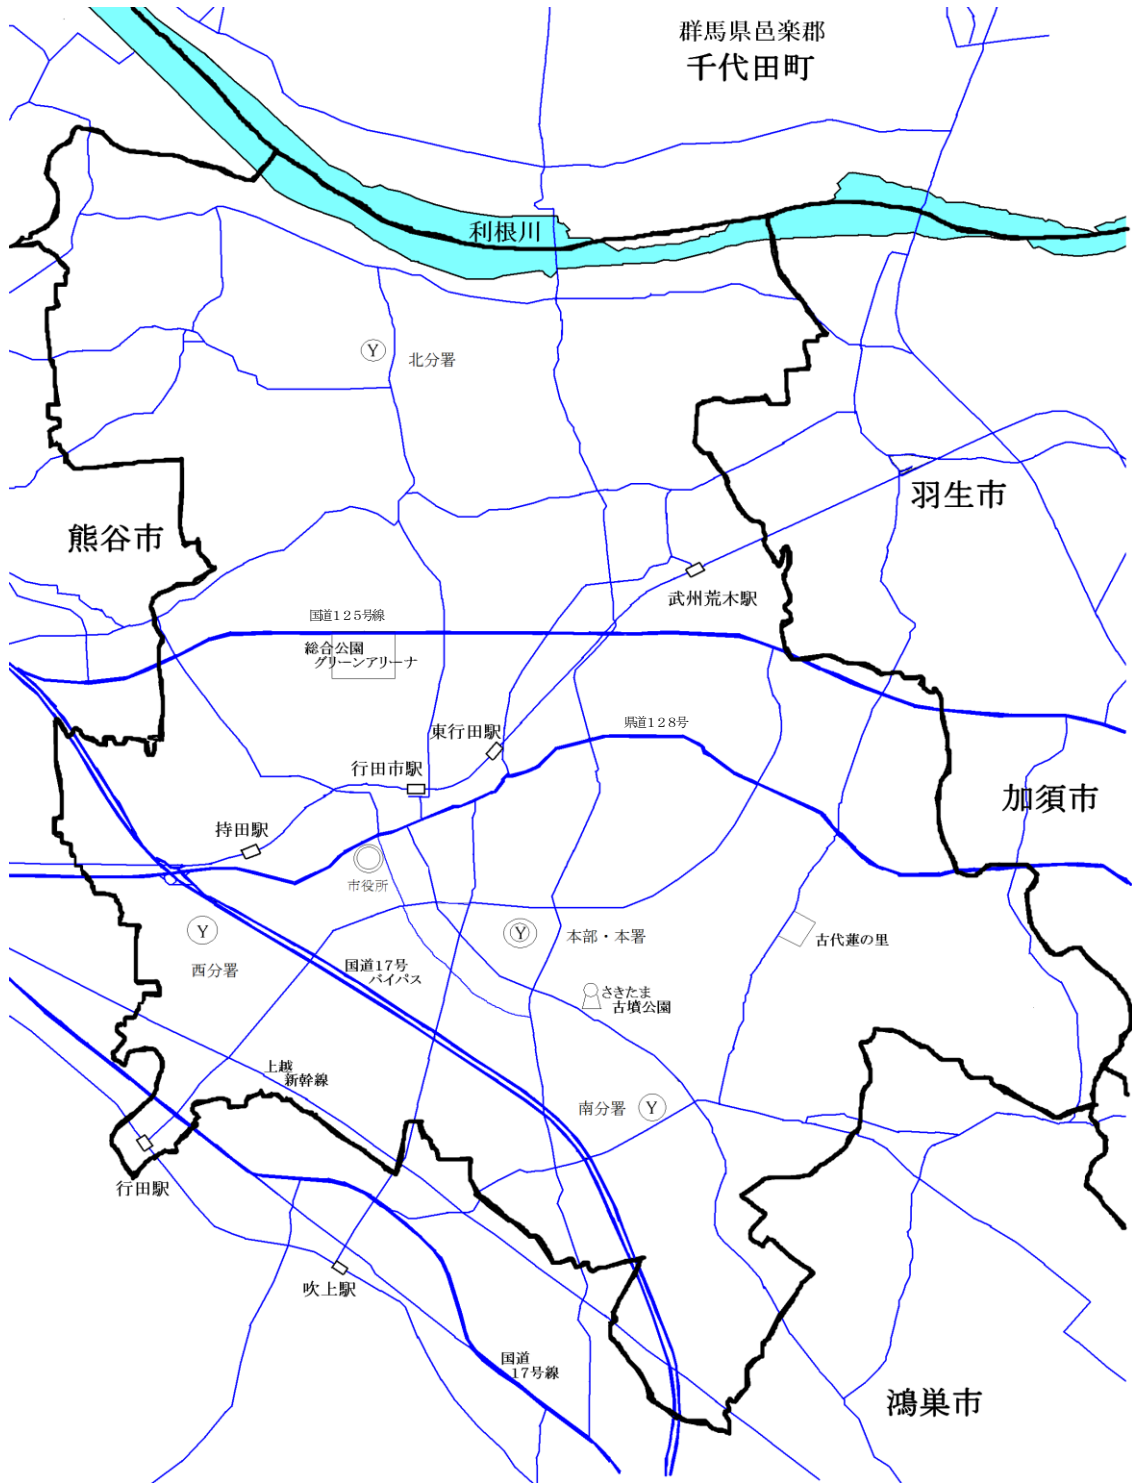 群馬県邑楽郡
千代田町
利根川
Y
北分署
羽生市
熊谷市
武州荒木駅
国道125号線
総合公園
グリーンアリーナ
県道128号
東行田駅
行田市駅
加須市
持田駅
市役所
Y
西分署
Y
本部・本署
古代蓮の里
国道17号
バイパス
さきたま
古墳公園
上越
新幹線
南分署
Y
行田駅
吹上駅
国道
17号線
鴻巣市